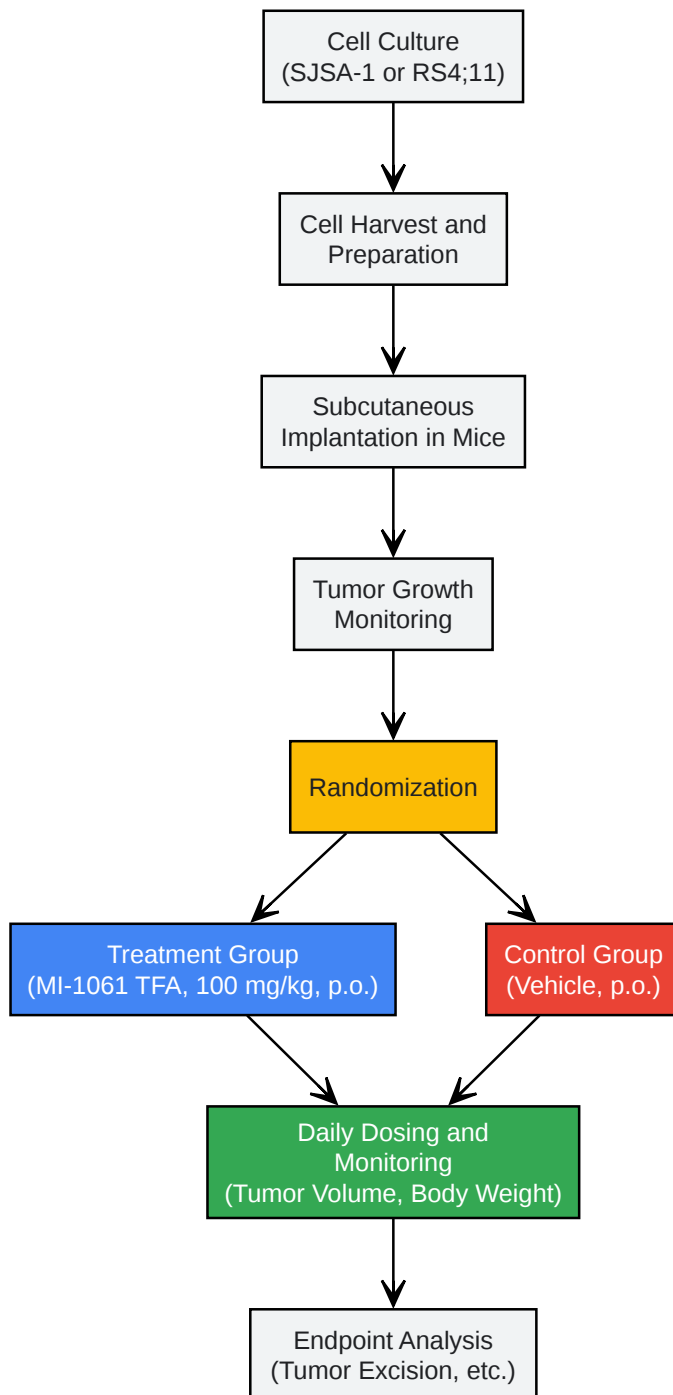 Cell Culture
(SJSA-1 or RS4;11)
Cell Harvest and
Preparation
Subcutaneous
Implantation in Mice
Tumor Growth
Monitoring
Randomization
Treatment Group
(MI-1061 TFA, 100 mg/kg, p.o.)
Control Group
(Vehicle, p.o.)
Daily Dosing and
Monitoring
(Tumor Volume, Body Weight)
Endpoint Analysis
(Tumor Excision, etc.)